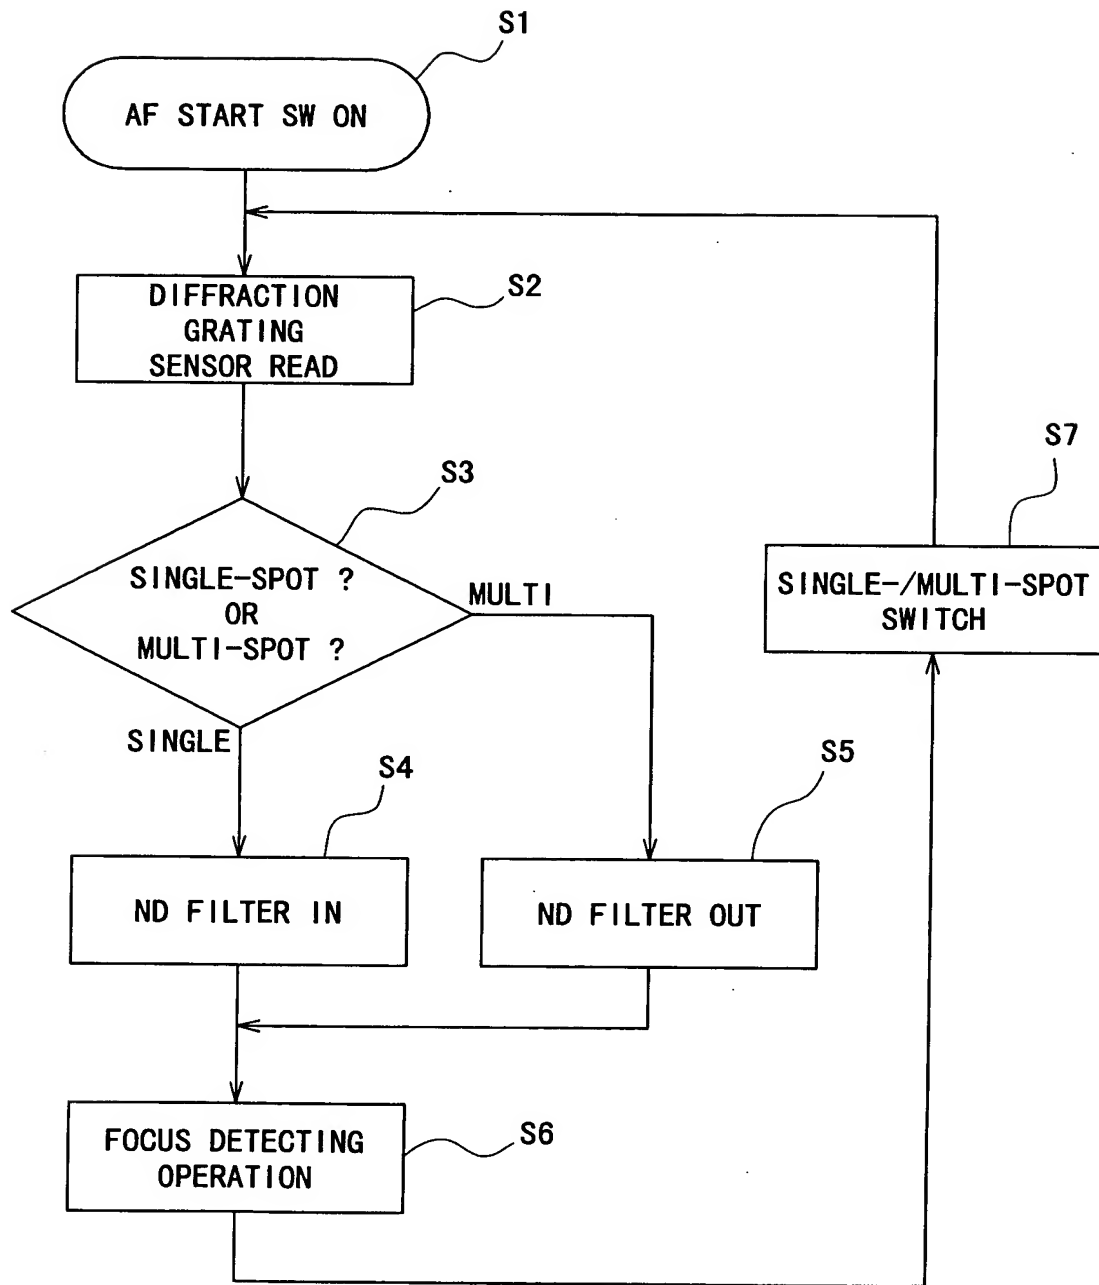 S1
AF START SW ON
S2
DIFFRACTION
GRATING
SENSOR READ
S3
SINGLE-SPOT ?
OR
MULTI-SPOT ?
MULTI
SINGLE
S7
SINGLE-/MULTI-SPOT
SWITCH
S4
ND FILTER IN
S5
ND FILTER OUT
S6
FOCUS DETECTING
OPERATION